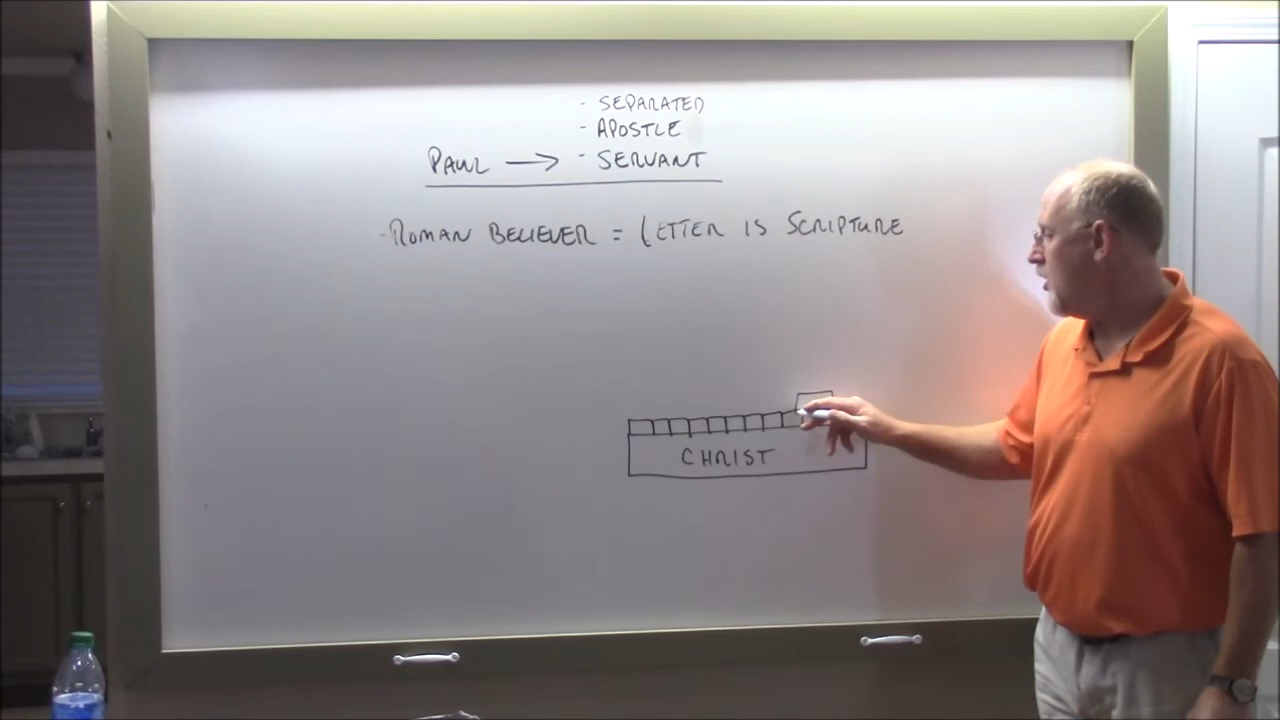 - SEPARATED
- APOSTLE
PAUL → - SERVANT
- ROMAN BELIEVER = LETTER IS SCRIPTURE
CHRIST